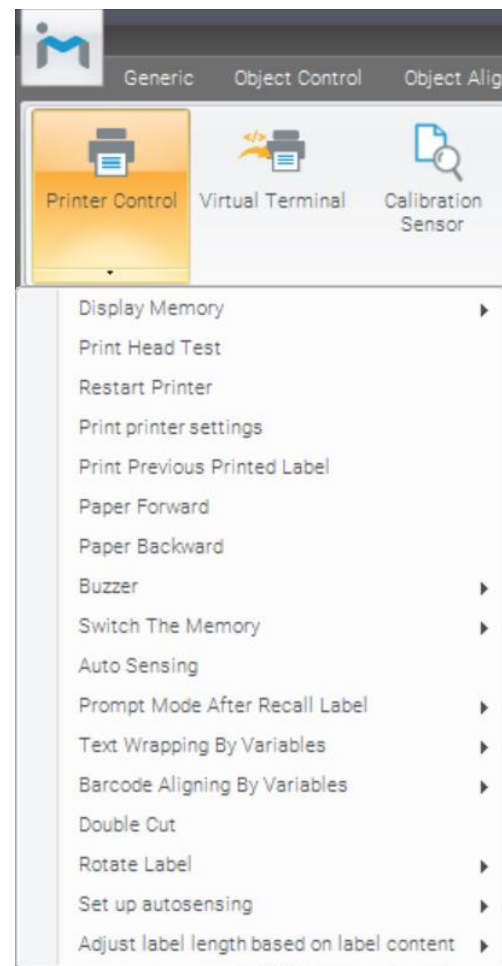 Generic Object Control Object Alig
Printer Control Virtual Terminal Calibration
Sensor
Display Memory
Print Head Test
Restart Printer
Print printer settings
Print Previous Printed Label
Paper Forward
Paper Backward
Buzzer
Switch The Memory
Auto Sensing
Prompt Mode After Recall Label
Text Wrapping By Variables
Barcode Aligning By Variables
Double Cut
Rotate Label
Set up autosensing
Adjust label length based on label content